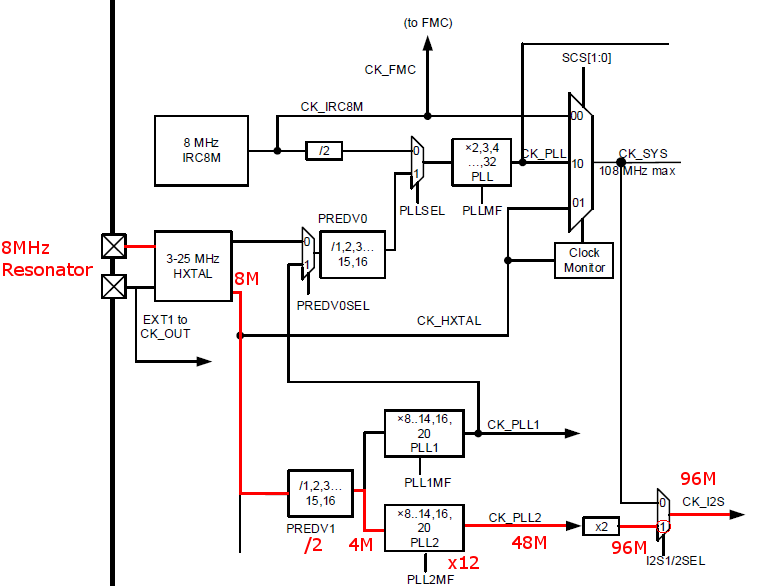 (to FMC)
CK_FMC
SCS[1:0]
CK_IRC8M
00
8 MHz
IRC8M
/2
0
1
×2,3,4
…,32
PLL
CK_PLL
10
CK_SYS
108 MHz max
PLLSEL
PLLMF
01
PREDV0
8MHz
Resonator
3-25 MHz
HXTAL
0
1
/1,2,3…
15,16
Clock
Monitor
8M
PREDV0SEL
EXT1 to
CK_OUT
CK_HXTAL
×8..14,16,
20
PLL1
CK_PLL1
PLL1MF
/1,2,3…
15,16
PREDV1
/2
4M
×8..14,16,
20
PLL2
CK_PLL2
48M
x12
PLL2MF
x2
96M
0
1
96M
CK_I2S
I2S1/2SEL